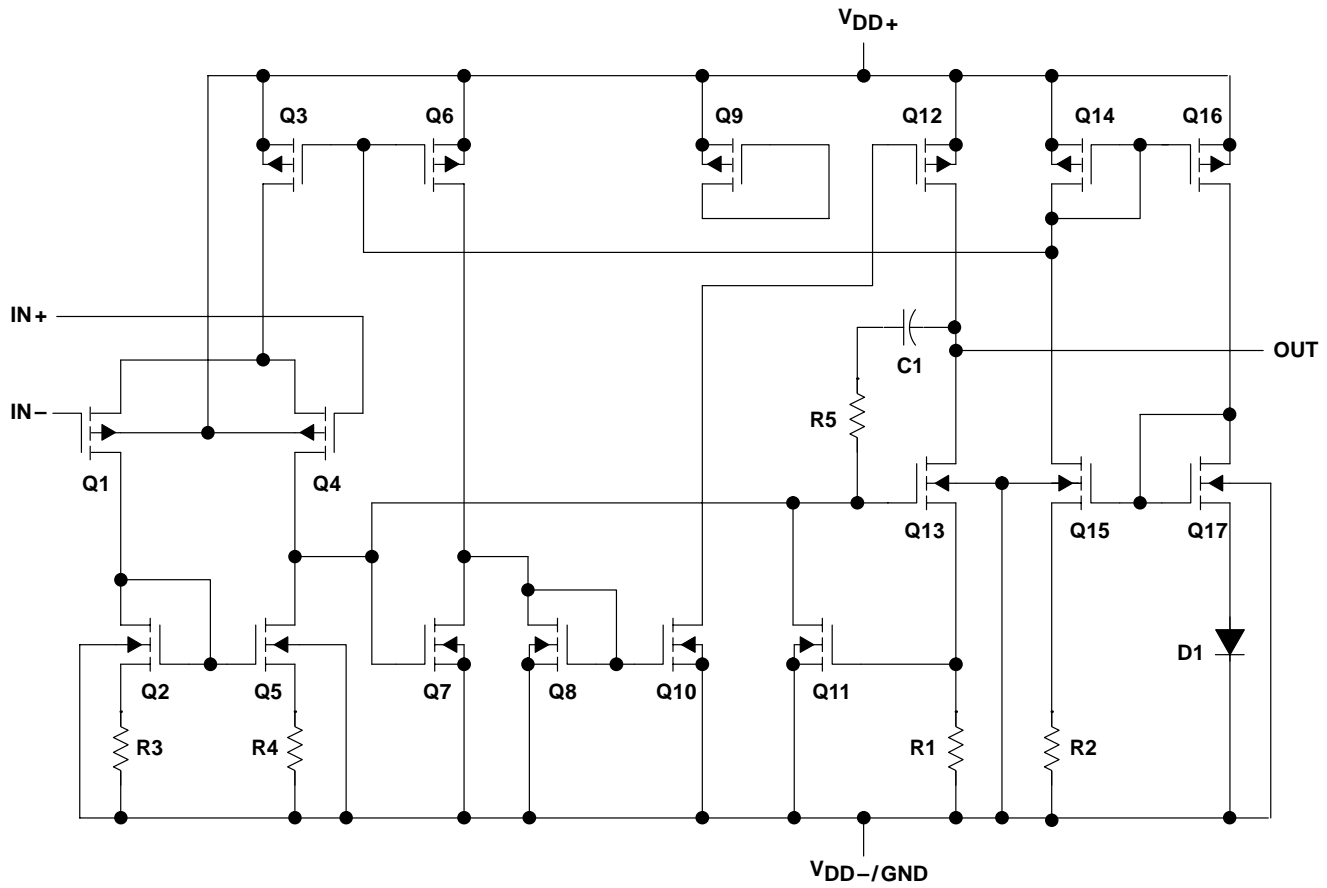 VDD+
Q3
Q6
Q9
Q12
Q14
Q16
IN+
OUT
C1
IN−
R5
Q1
Q4
Q13
Q15
Q17
D1
Q2
Q5
Q7
Q8
Q10
Q11
R3
R4
R1
R2
VDD−/GND